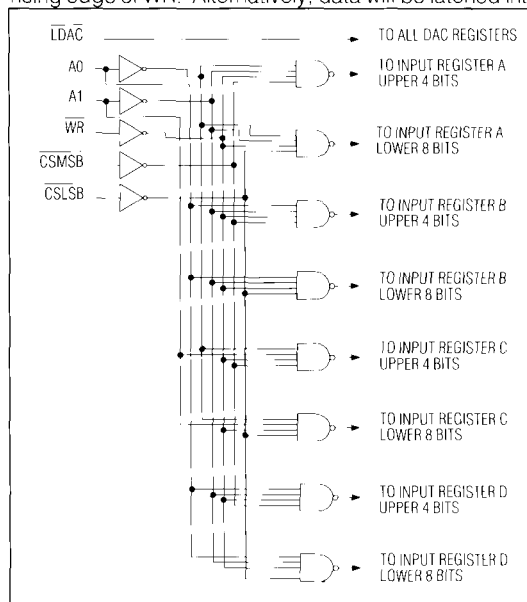 rising edge of WR. Alternatively, data will be latched int
LDAC TO ALL DAC REGISTERS
A0 TO INPUT REGISTER A
UPPER 4 BITS
A1
WR TO INPUT REGISTER A
LOWER 8 BITS
CSMSB
CSLSB
TO INPUT REGISTER B
UPPER 4 BITS
TO INPUT REGISTER B
LOWER 8 BITS
TO INPUT REGISTER C
UPPER 4 BITS
TO INPUT REGISTER C
LOWER 8 BITS
TO INPUT REGISTER D
UPPER 4 BITS
TO INPUT REGISTER D
LOWER 8 BITS